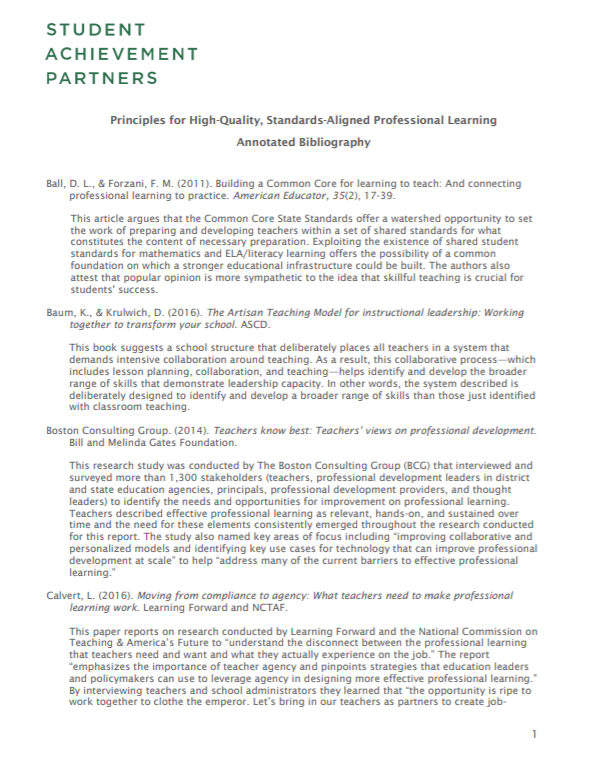 STUDENT
ACHIEVEMENT
PARTNERS
Principles for High-Quality, Standards-Aligned Professional Learning
Annotated Bibliography
Ball, D. L., & Forzani, F. M. (2011). Building a Common Core for learning to teach: And connecting
professional learning to practice. American Educator, 35(2), 17-39.
This article argues that the Common Core State Standards offer a watershed opportunity to set
the work of preparing and developing teachers within a set of shared standards for what
constitutes the content of necessary preparation. Exploiting the existence of shared student
standards for mathematics and ELA/literacy learning offers the possibility of a common
foundation on which a stronger educational infrastructure could be built. The authors also
attest that popular opinion is more sympathetic to the idea that skillful teaching is crucial for
students' success.
Baum, K., & Krulwich, D. (2016). The Artisan Teaching Model for instructional leadership: Working
together to transform your school. ASCD.
This book suggests a school structure that deliberately places all teachers in a system that
demands intensive collaboration around teaching. As a result, this collaborative process—which
includes lesson planning, collaboration, and teaching—helps identify and develop the broader
range of skills that demonstrate leadership capacity. In other words, the system described is
deliberately designed to identify and develop a broader range of skills than those just identified
with classroom teaching.
Boston Consulting Group. (2014). Teachers know best: Teachers' views on professional development.
Bill and Melinda Gates Foundation.
This research study was conducted by The Boston Consulting Group (BCG) that interviewed and
surveyed more than 1,300 stakeholders (teachers, professional development leaders in district
and state education agencies, principals, professional development providers, and thought
leaders) to identify the needs and opportunities for improvement on professional learning.
Teachers described effective professional learning as relevant, hands-on, and sustained over
time and the need for these elements consistently emerged throughout the research conducted
for this report. The study also named key areas of focus including "improving collaborative and
personalized models and identifying key use cases for technology that can improve professional
development at scale" to help "address many of the current barriers to effective professional
learning."
Calvert, L. (2016). Moving from compliance to agency: What teachers need to make professional
learning work. Learning Forward and NCTAF.
This paper reports on research conducted by Learning Forward and the National Commission on
Teaching & America's Future to "understand the disconnect between the professional learning
that teachers need and want and what they actually experience on the job." The report
"emphasizes the importance of teacher agency and pinpoints strategies that education leaders
and policymakers can use to leverage agency in designing more effective professional learning."
By interviewing teachers and school administrators they learned that "the opportunity is ripe to
work together to clothe the emperor. Let's bring in our teachers as partners to create job-
1